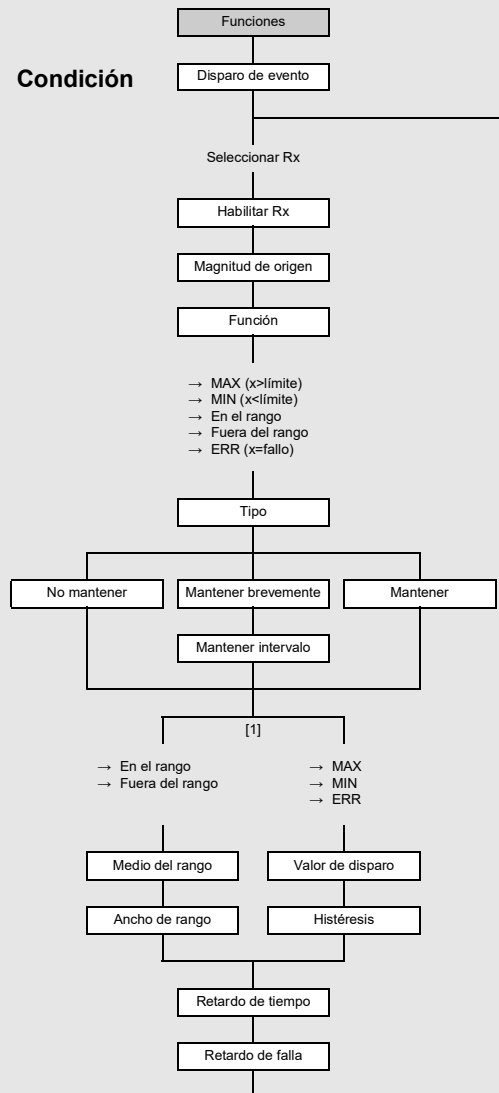 Funciones
Condición
Disparo de evento
Seleccionar Rx
Habilitar Rx
Magnitud de origen
Función
→ MAX (x>límite)
→ MIN (x<límite)
→ En el rango
→ Fuera del rango
→ ERR (x=fallo)
Tipo
No mantener
Mantener brevemente
Mantener
Mantener intervalo
[1]
→ En el rango
→ Fuera del rango
→ MAX
→ MIN
→ ERR
Medio del rango
Valor de disparo
Ancho de rango
Histéresis
Retardo de tiempo
Retardo de falla